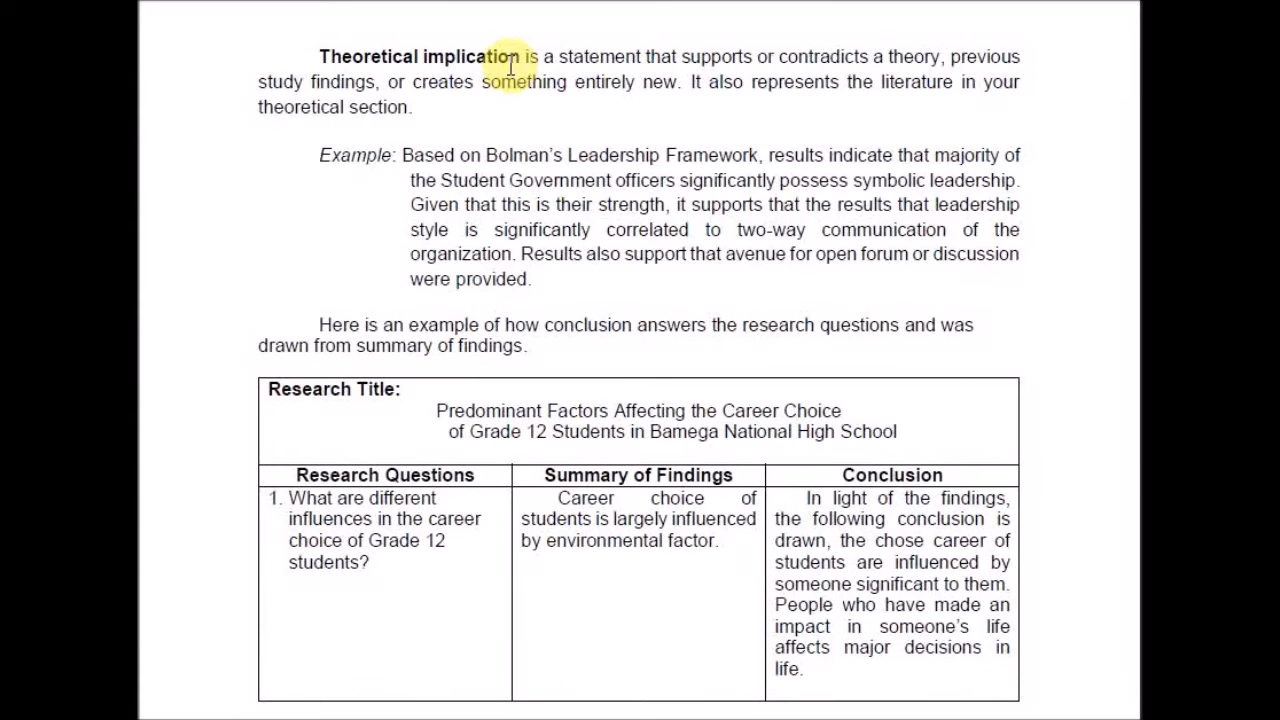 Theoretical implication is a statement that supports or contradicts a theory, previous
study findings, or creates something entirely new. It also represents the literature in your
theoretical section.
Example: Based on Bolman's Leadership Framework, results indicate that majority of
the Student Government officers significantly possess symbolic leadership.
Given that this is their strength, it supports that the results that leadership
style is significantly correlated to two-way communication of the
organization. Results also support that avenue for open forum or discussion
were provided.
Here is an example of how conclusion answers the research questions and was
drawn from summary of findings.
Research Title:
Predominant Factors Affecting the Career Choice
of Grade 12 Students in Bamega National High School
Research Questions
1. What are different
influences in the career
choice of Grade 12
students?
Summary of Findings
Career choice of
students is largely influenced
by environmental factor.
Conclusion
In light of the findings,
the following conclusion is
drawn, the chose career of
students are influenced by
someone significant to them.
People who have made an
impact in someone's life
affects major decisions in
life.